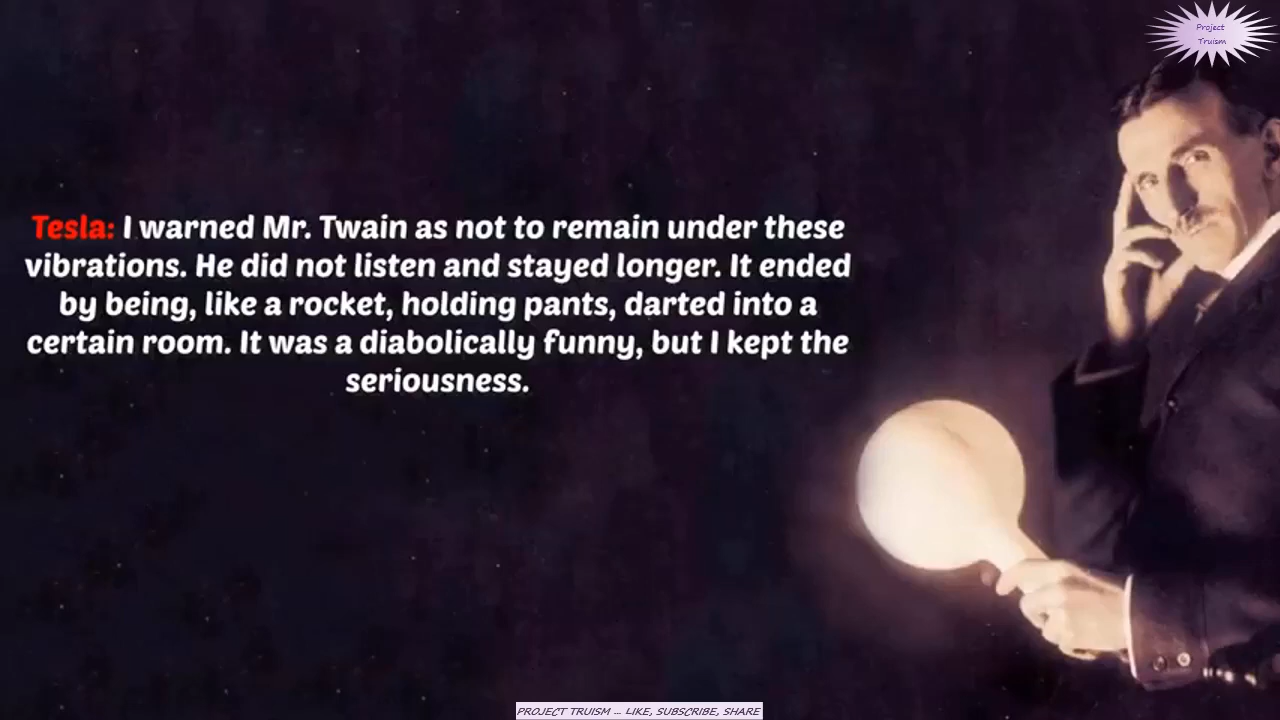 Project
Truism
Tesla: I warned Mr. Twain as not to remain under these
vibrations. He did not listen and stayed longer. It ended
by being, like a rocket, holding pants, darted into a
certain room. It was a diabolically funny, but I kept the
seriousness.
PROJECT TRUISM ... LIKE, SUBSCRIBE, SHARE